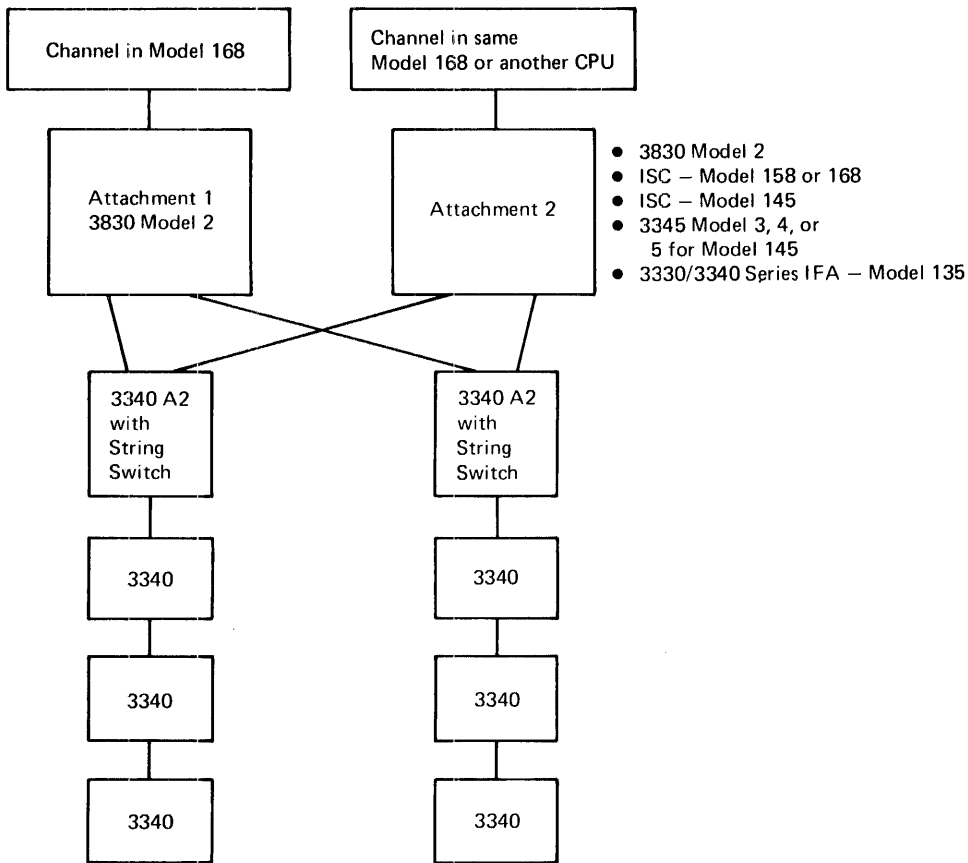 Channel in Model 168
Channel in same
Model 168 or another CPU
Attachment 1
3830 Model 2
Attachment 2
● 3830 Model 2
● ISC – Model 158 or 168
● ISC – Model 145
● 3345 Model 3, 4, or
5 for Model 145
● 3330/3340 Series IFA – Model 135
3340 A2
with
String
Switch
3340 A2
with
String
Switch
3340
3340
3340
3340
3340
3340